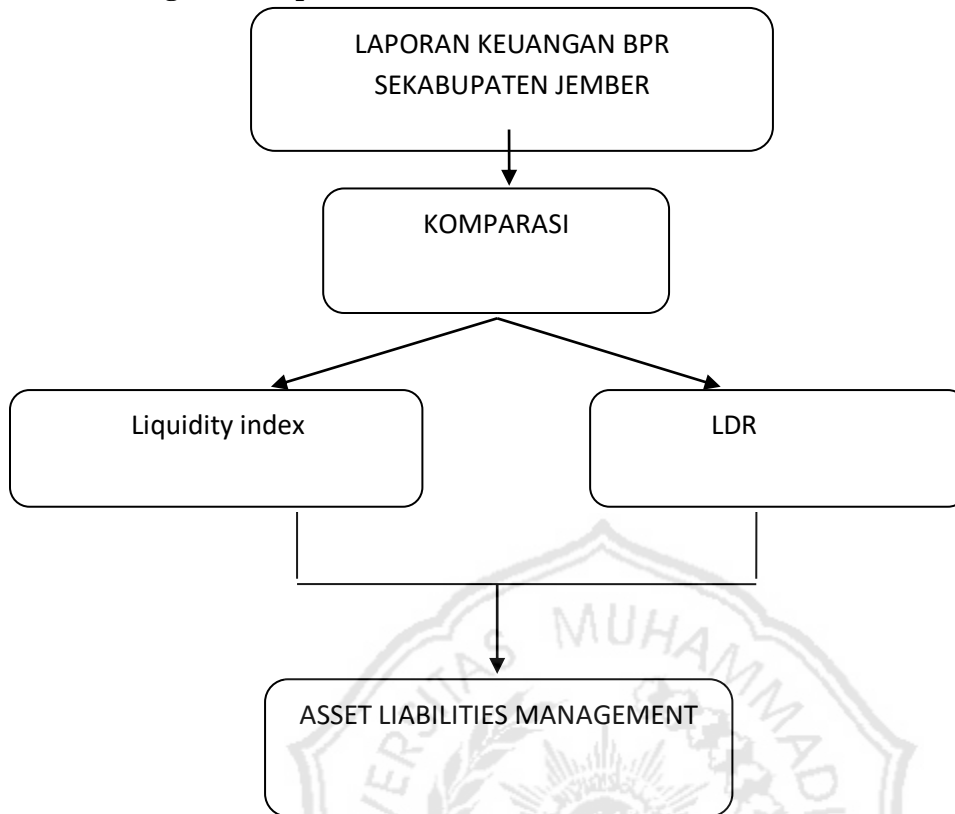 LAPORAN KEUANGAN BPR
SEKABUPATEN JEMBER
KOMPARASI
Liquidity index
LDR
MUHAMMAD
ASSET LIABILITIES MANAGEMENT